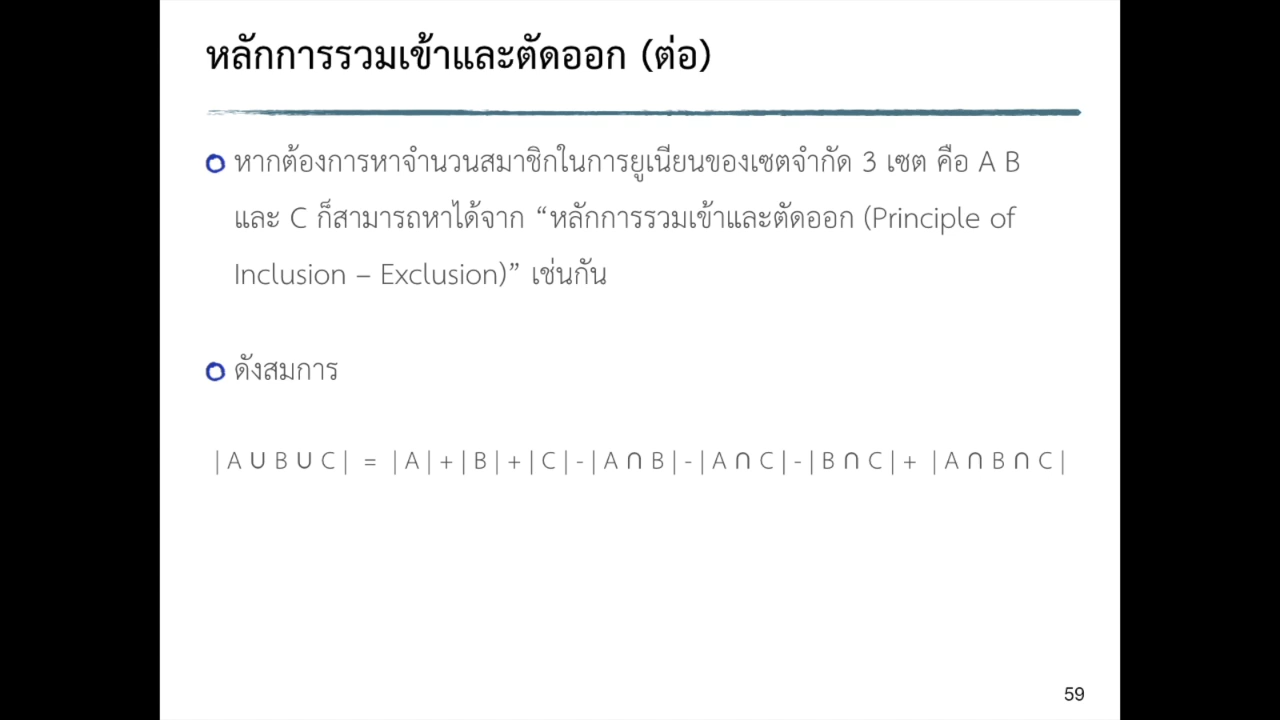 หลักการรวมเข้าและตัดออก (ต่อ)
หากต้องการหาจำนวนสมาชิกในการยูเนียนของเซตจำกัด 3 เซต คือ A B
และ C ก็สามารถหาได้จาก “หลักการรวมเข้าและตัดออก (Principle of
Inclusion – Exclusion)” เช่นกัน
ดังสมการ
|A ∪ B ∪ C| = |A|+|B|+|C|-|A ∩ B|-|A ∩ C|-|B ∩ C|+ |A ∩ B ∩ C|
59